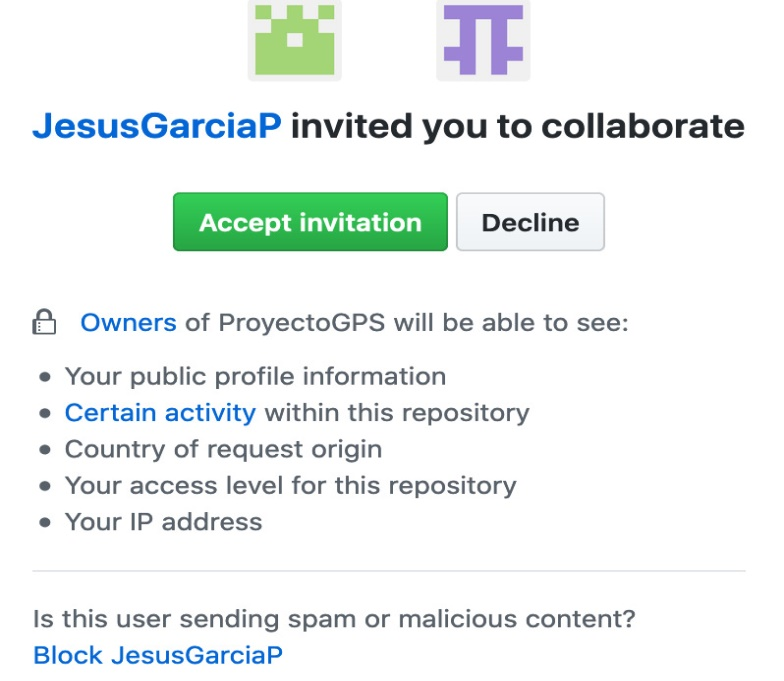 JesusGarciaP invited you to collaborate
Accept invitation
Decline
Owners of ProyectoGPS will be able to see:
• Your public profile information
• Certain activity within this repository
• Country of request origin
• Your access level for this repository
• Your IP address
Is this user sending spam or malicious content?
Block JesusGarciaP